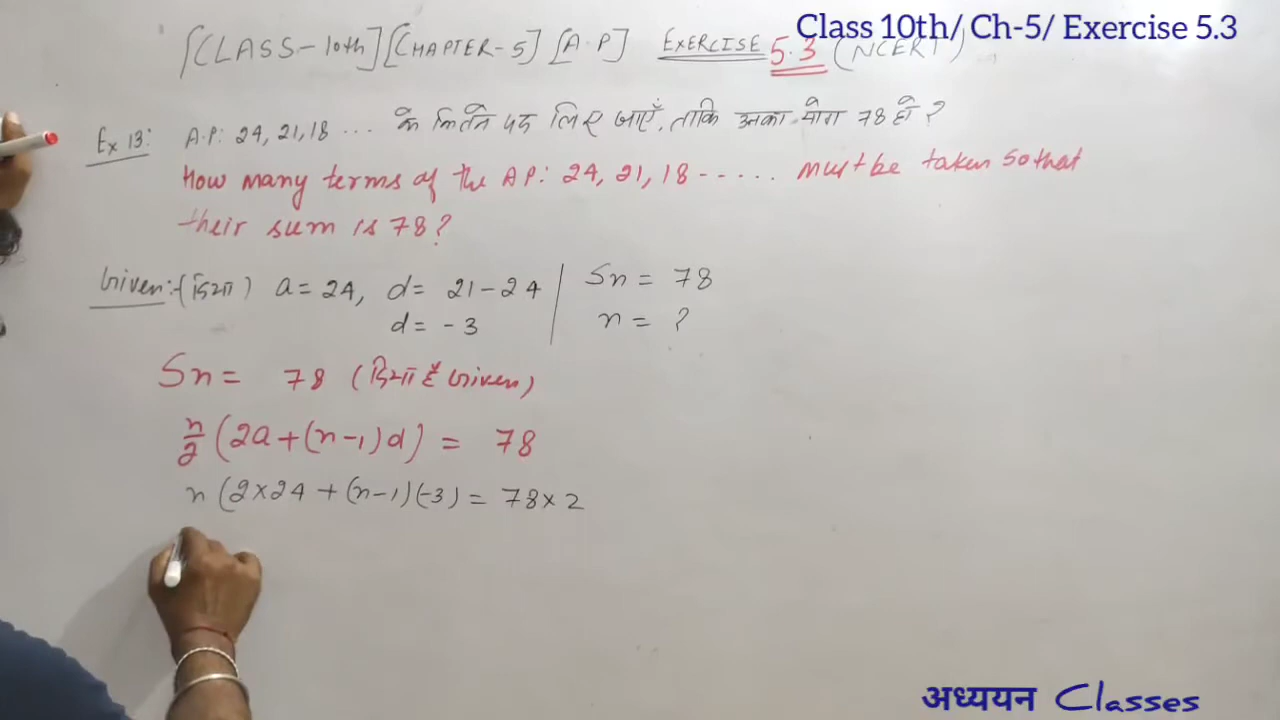 Class 10th/ Ch-5/ Exercise 5.3
[CLASS-10th] [CHAPTER-5] [A.P] EXERCISE 5.3 (NCERT)
Ex 13: A.P: 24, 21, 18 ... के कितने पद लिए जाएँ, ताकि उनका योग 78 हो ?
How many terms of the AP: 24, 21, 18 ..... must be taken so that
their sum is 78?
Given:-(दिया) a = 24, d = 21 - 24 | Sn = 78
d = - 3 n = ?
Sn = 78 (दिया है Given)
n/2 (2a + (n-1)d) = 78
n (2×24 + (n-1)(-3) = 78×2
अध्ययन Classes